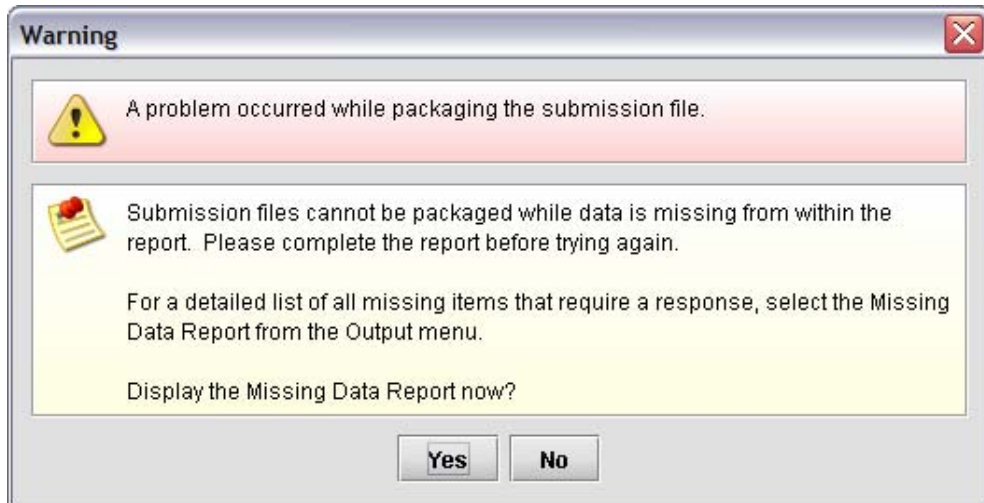 Warning
A problem occurred while packaging the submission file.
Submission files cannot be packaged while data is missing from within the
report.  Please complete the report before trying again.
For a detailed list of all missing items that require a response, select the Missing
Data Report from the Output menu.
Display the Missing Data Report now?
Yes
No